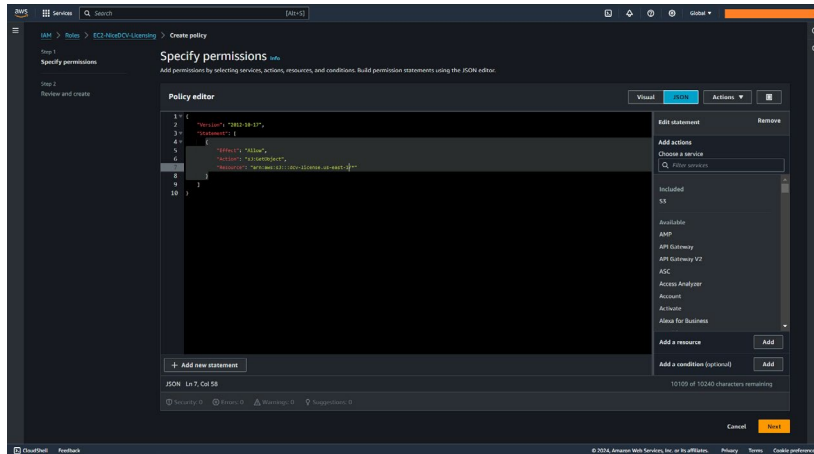 aws
Services
Search
[Alt+S]
Global
IAM > Roles > EC2-NiceDCV-Licensing > Create policy
Step 1
Specify permissions
Step 2
Review and create
Specify permissions Info
Add permissions by selecting services, actions, resources, and conditions. Build permission statements using the JSON editor.
Policy editor
Visual
JSON
Actions
1 {
2 "Version": "2012-10-17",
3 "Statement": [
4 {
5 "Effect": "Allow",
6 "Action": "s3:GetObject",
7 "Resource": "arn:aws:s3:::dcv-license.us-east-1/*"
8 }
9 ]
10 }
Edit statement
Remove
Add actions
Choose a service
Filter services
Included
S3
Available
AMP
API Gateway
API Gateway V2
ASC
Access Analyzer
Account
Activate
Alexa for Business
Add a resource
Add
Add a condition (optional)
Add
+ Add new statement
JSON Ln 7, Col 58
10109 of 10240 characters remaining
Security: 0
Errors: 0
Warnings: 0
Suggestions: 0
Cancel
Next
CloudShell
Feedback
© 2024, Amazon Web Services, Inc. or its affiliates.
Privacy
Terms
Cookie preference